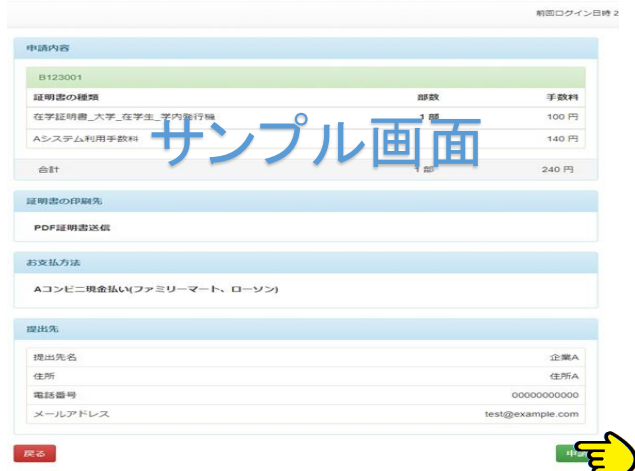 前回ログイン日時 2
申請内容
B123001
証明書の種類 部数 手数料
在学証明書_大学_在学生_学内発行機 1 部 100 円
Aシステム利用手数料 140 円
サンプル画面
合計 1 部 240 円
証明書の印刷先
PDF証明書送信
お支払方法
Aコンビニ現金払い(ファミリーマート、ローソン)
提出先
提出先名 企業A
住所 住所A
電話番号 00000000000
メールアドレス test@example.com
戻る 申請